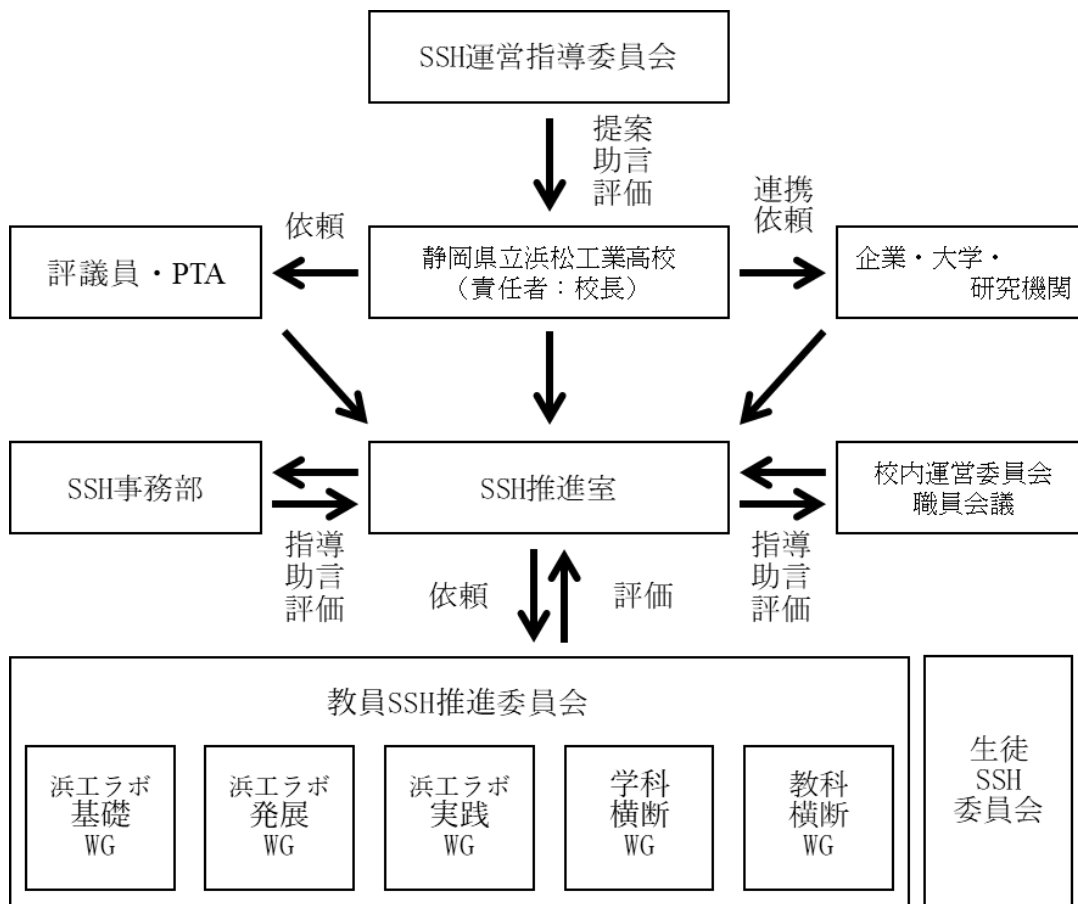 SSH運営指導委員会
提案
助言
評価
連携
依頼
依頼
評議員・PTA
静岡県立浜松工業高校
（責任者：校長）
企業・大学・
研究機関
SSH事務部
SSH推進室
校内運営委員会
職員会議
指導
助言
評価
依頼
評価
指導
助言
評価
教員SSH推進委員会
浜工ラボ
基礎
WG
浜工ラボ
発展
WG
浜工ラボ
実践
WG
学科
横断
WG
教科
横断
WG
生徒
SSH
委員会